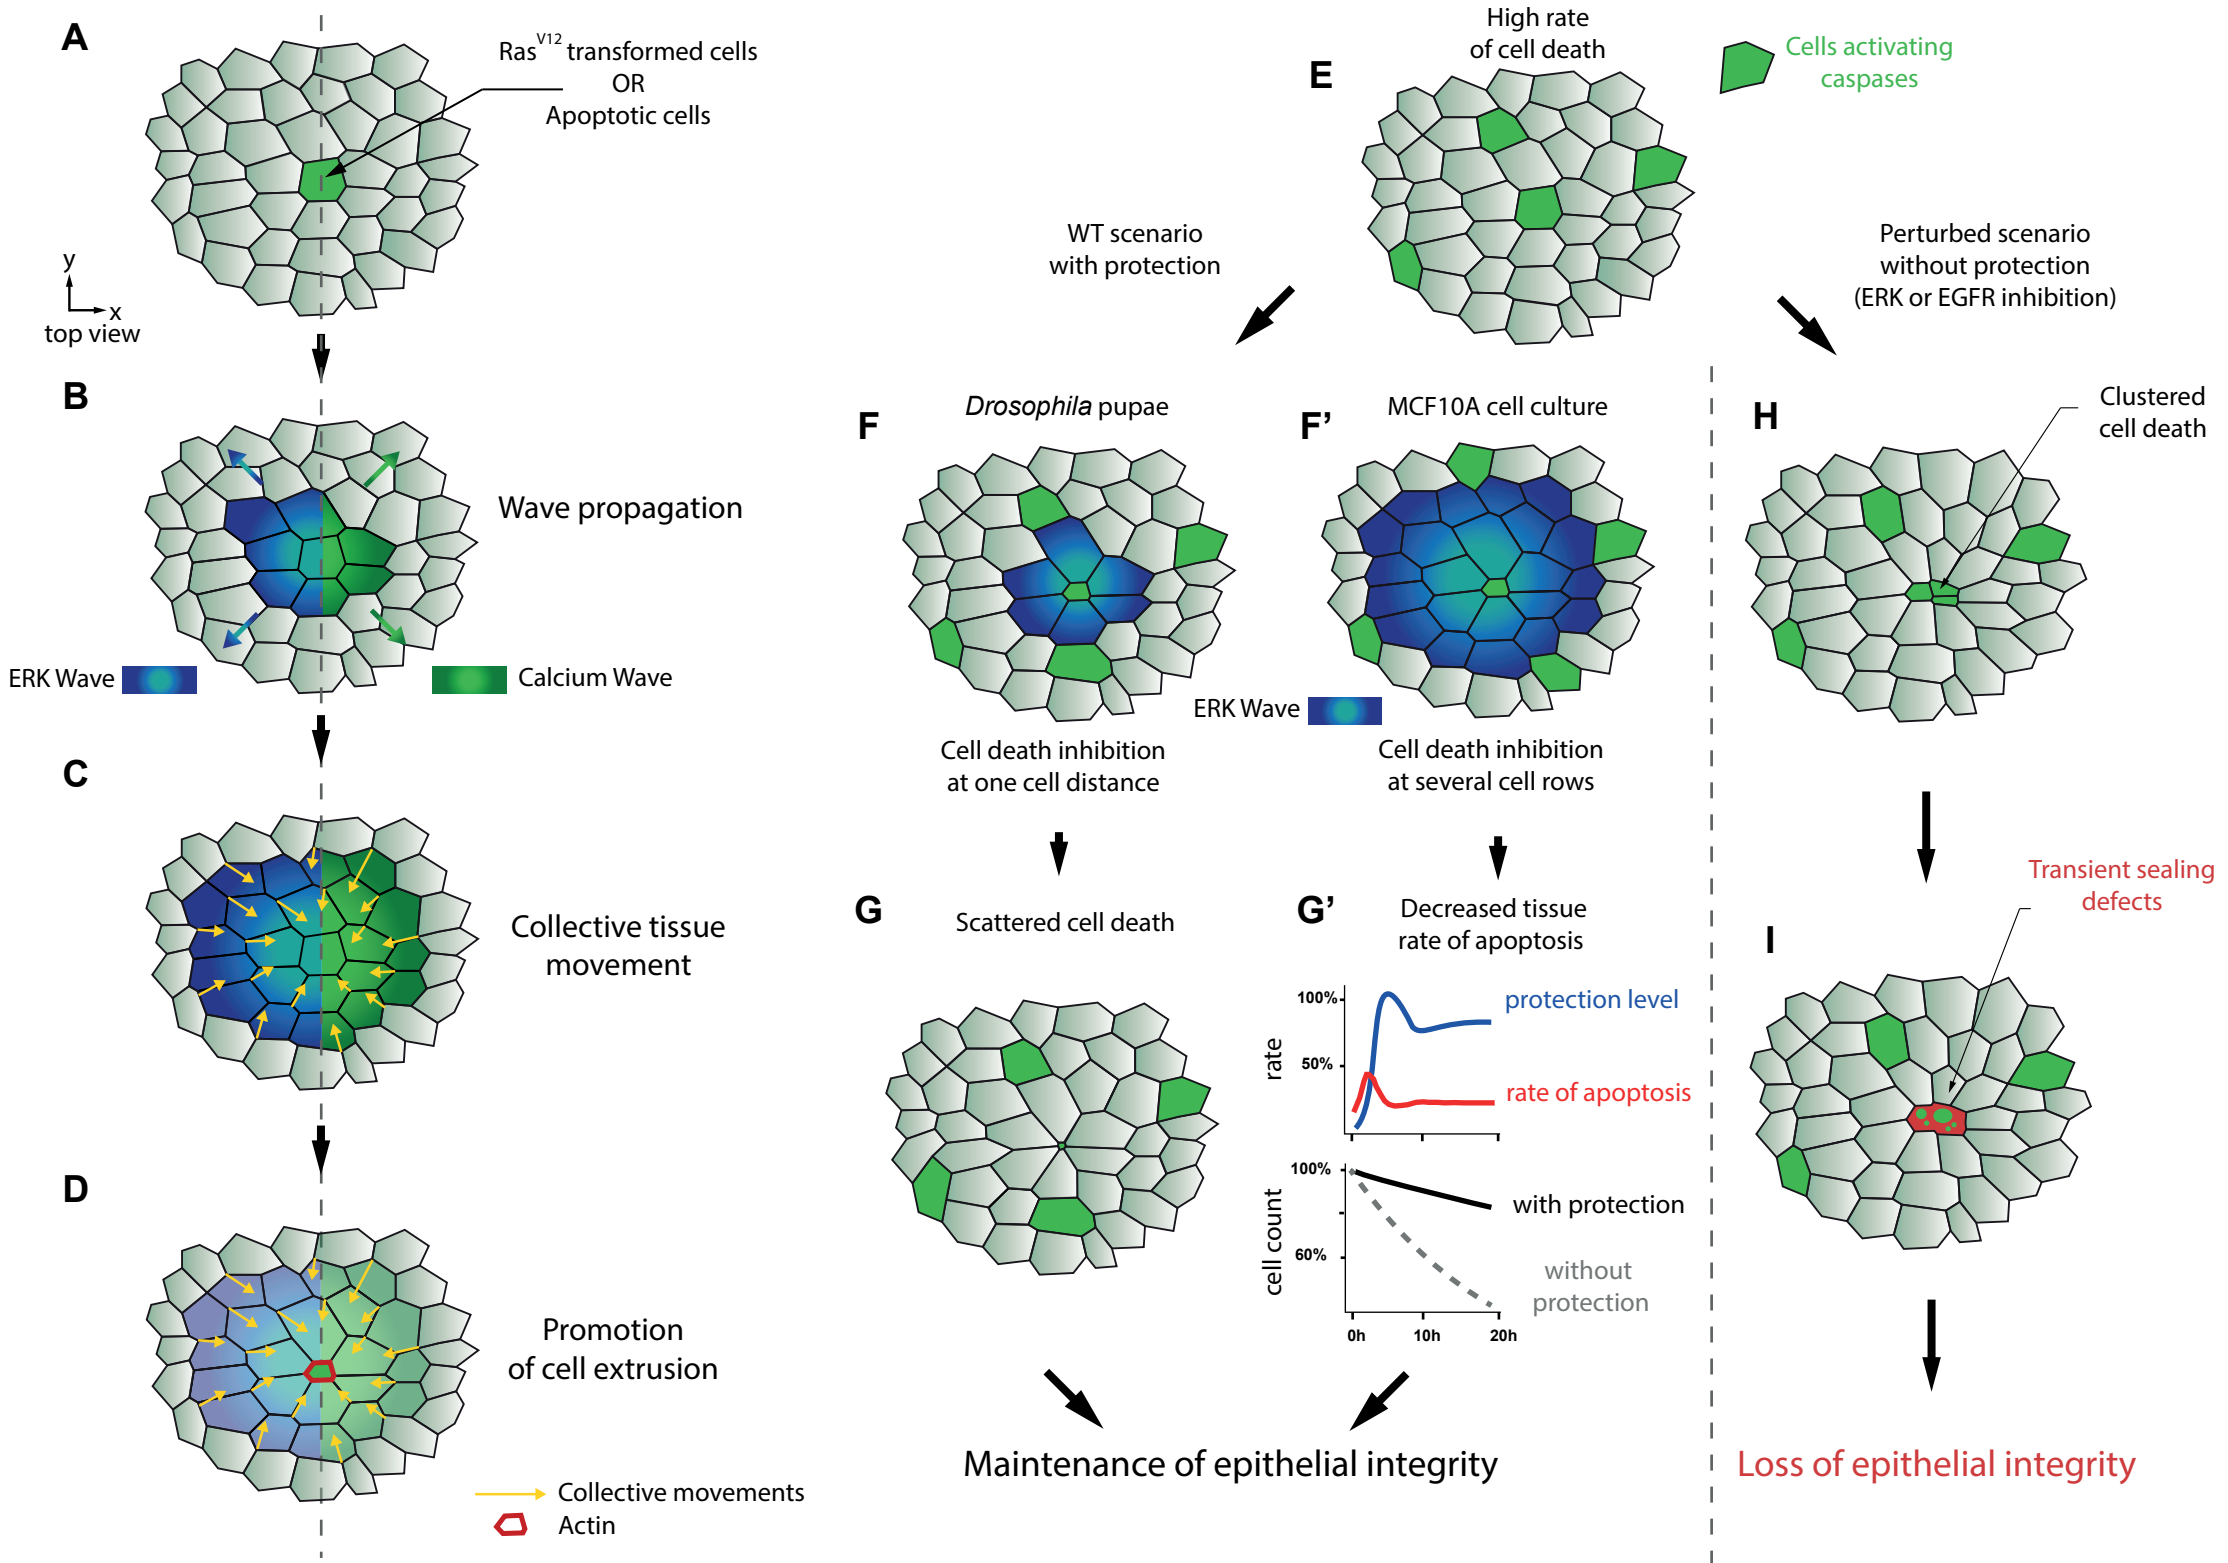 A
Ras^V12 transformed cells
OR
Apoptotic cells
y
x
top view
B
Wave propagation
ERK Wave
Calcium Wave
C
Collective tissue
movement
D
Promotion
of cell extrusion
Collective movements
Actin
E
High rate
of cell death
Cells activating
caspases
WT scenario
with protection
Perturbed scenario
without protection
(ERK or EGFR inhibition)
F
Drosophila pupae
F’
MCF10A cell culture
ERK Wave
Cell death inhibition
at one cell distance
Cell death inhibition
at several cell rows
G
Scattered cell death
G’
Decreased tissue
rate of apoptosis
100%
50%
rate
protection level
rate of apoptosis
100%
60%
cell count
with protection
without
protection
0h
10h
20h
Maintenance of epithelial integrity
H
Clustered
cell death
I
Transient sealing
defects
Loss of epithelial integrity